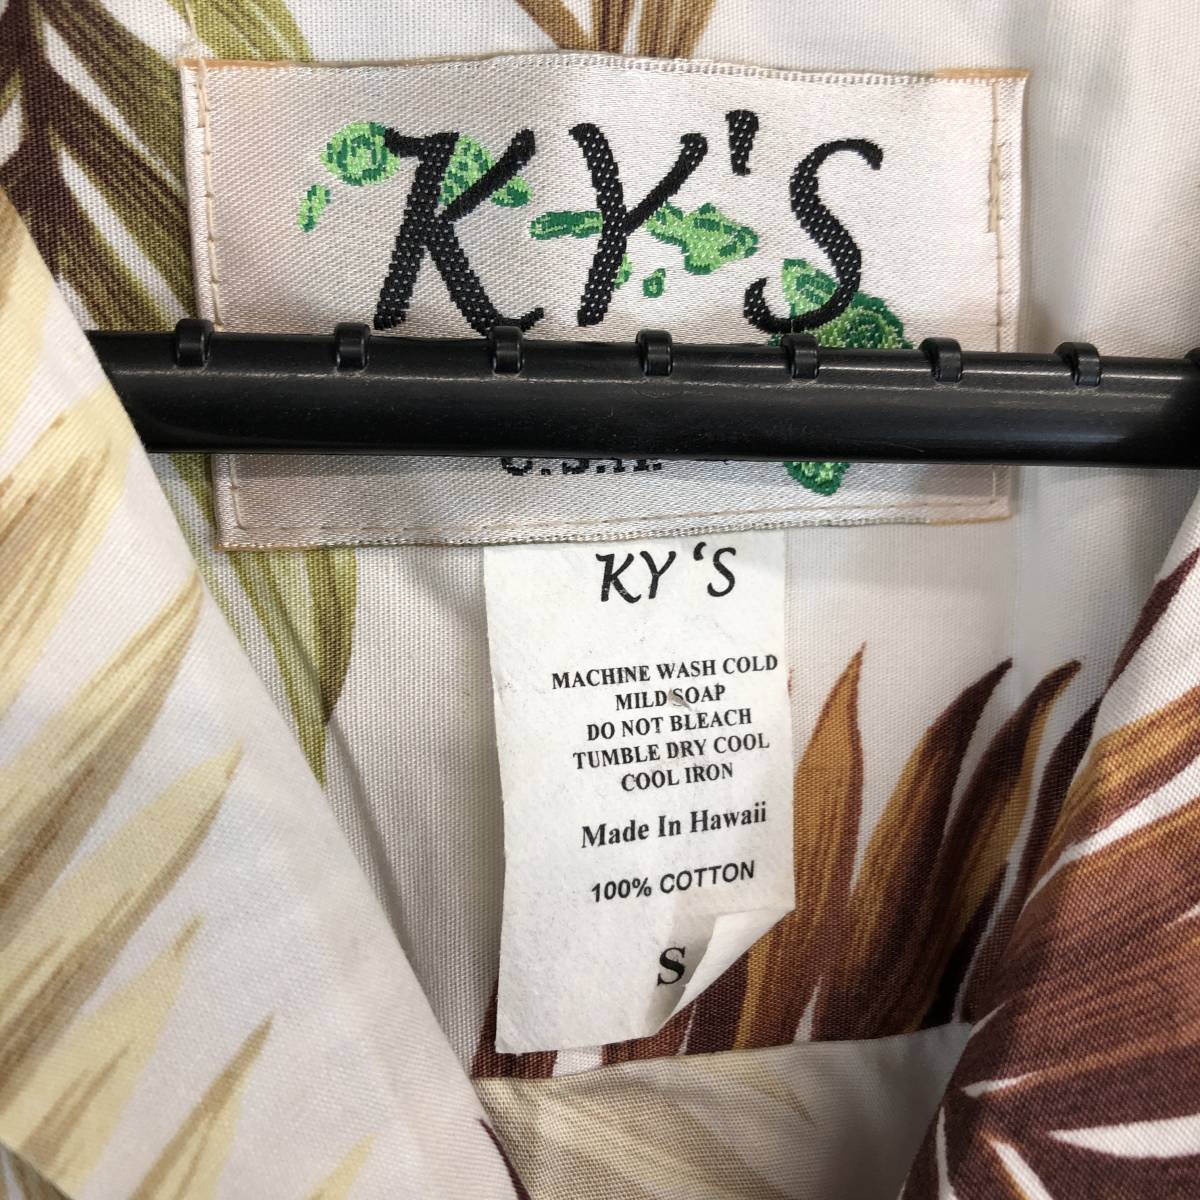 KY'S
KY 'S
MACHINE WASH COLD
MILD SOAP
DO NOT BLEACH
TUMBLE DRY COOL
COOL IRON
Made In Hawaii
100% COTTON
S